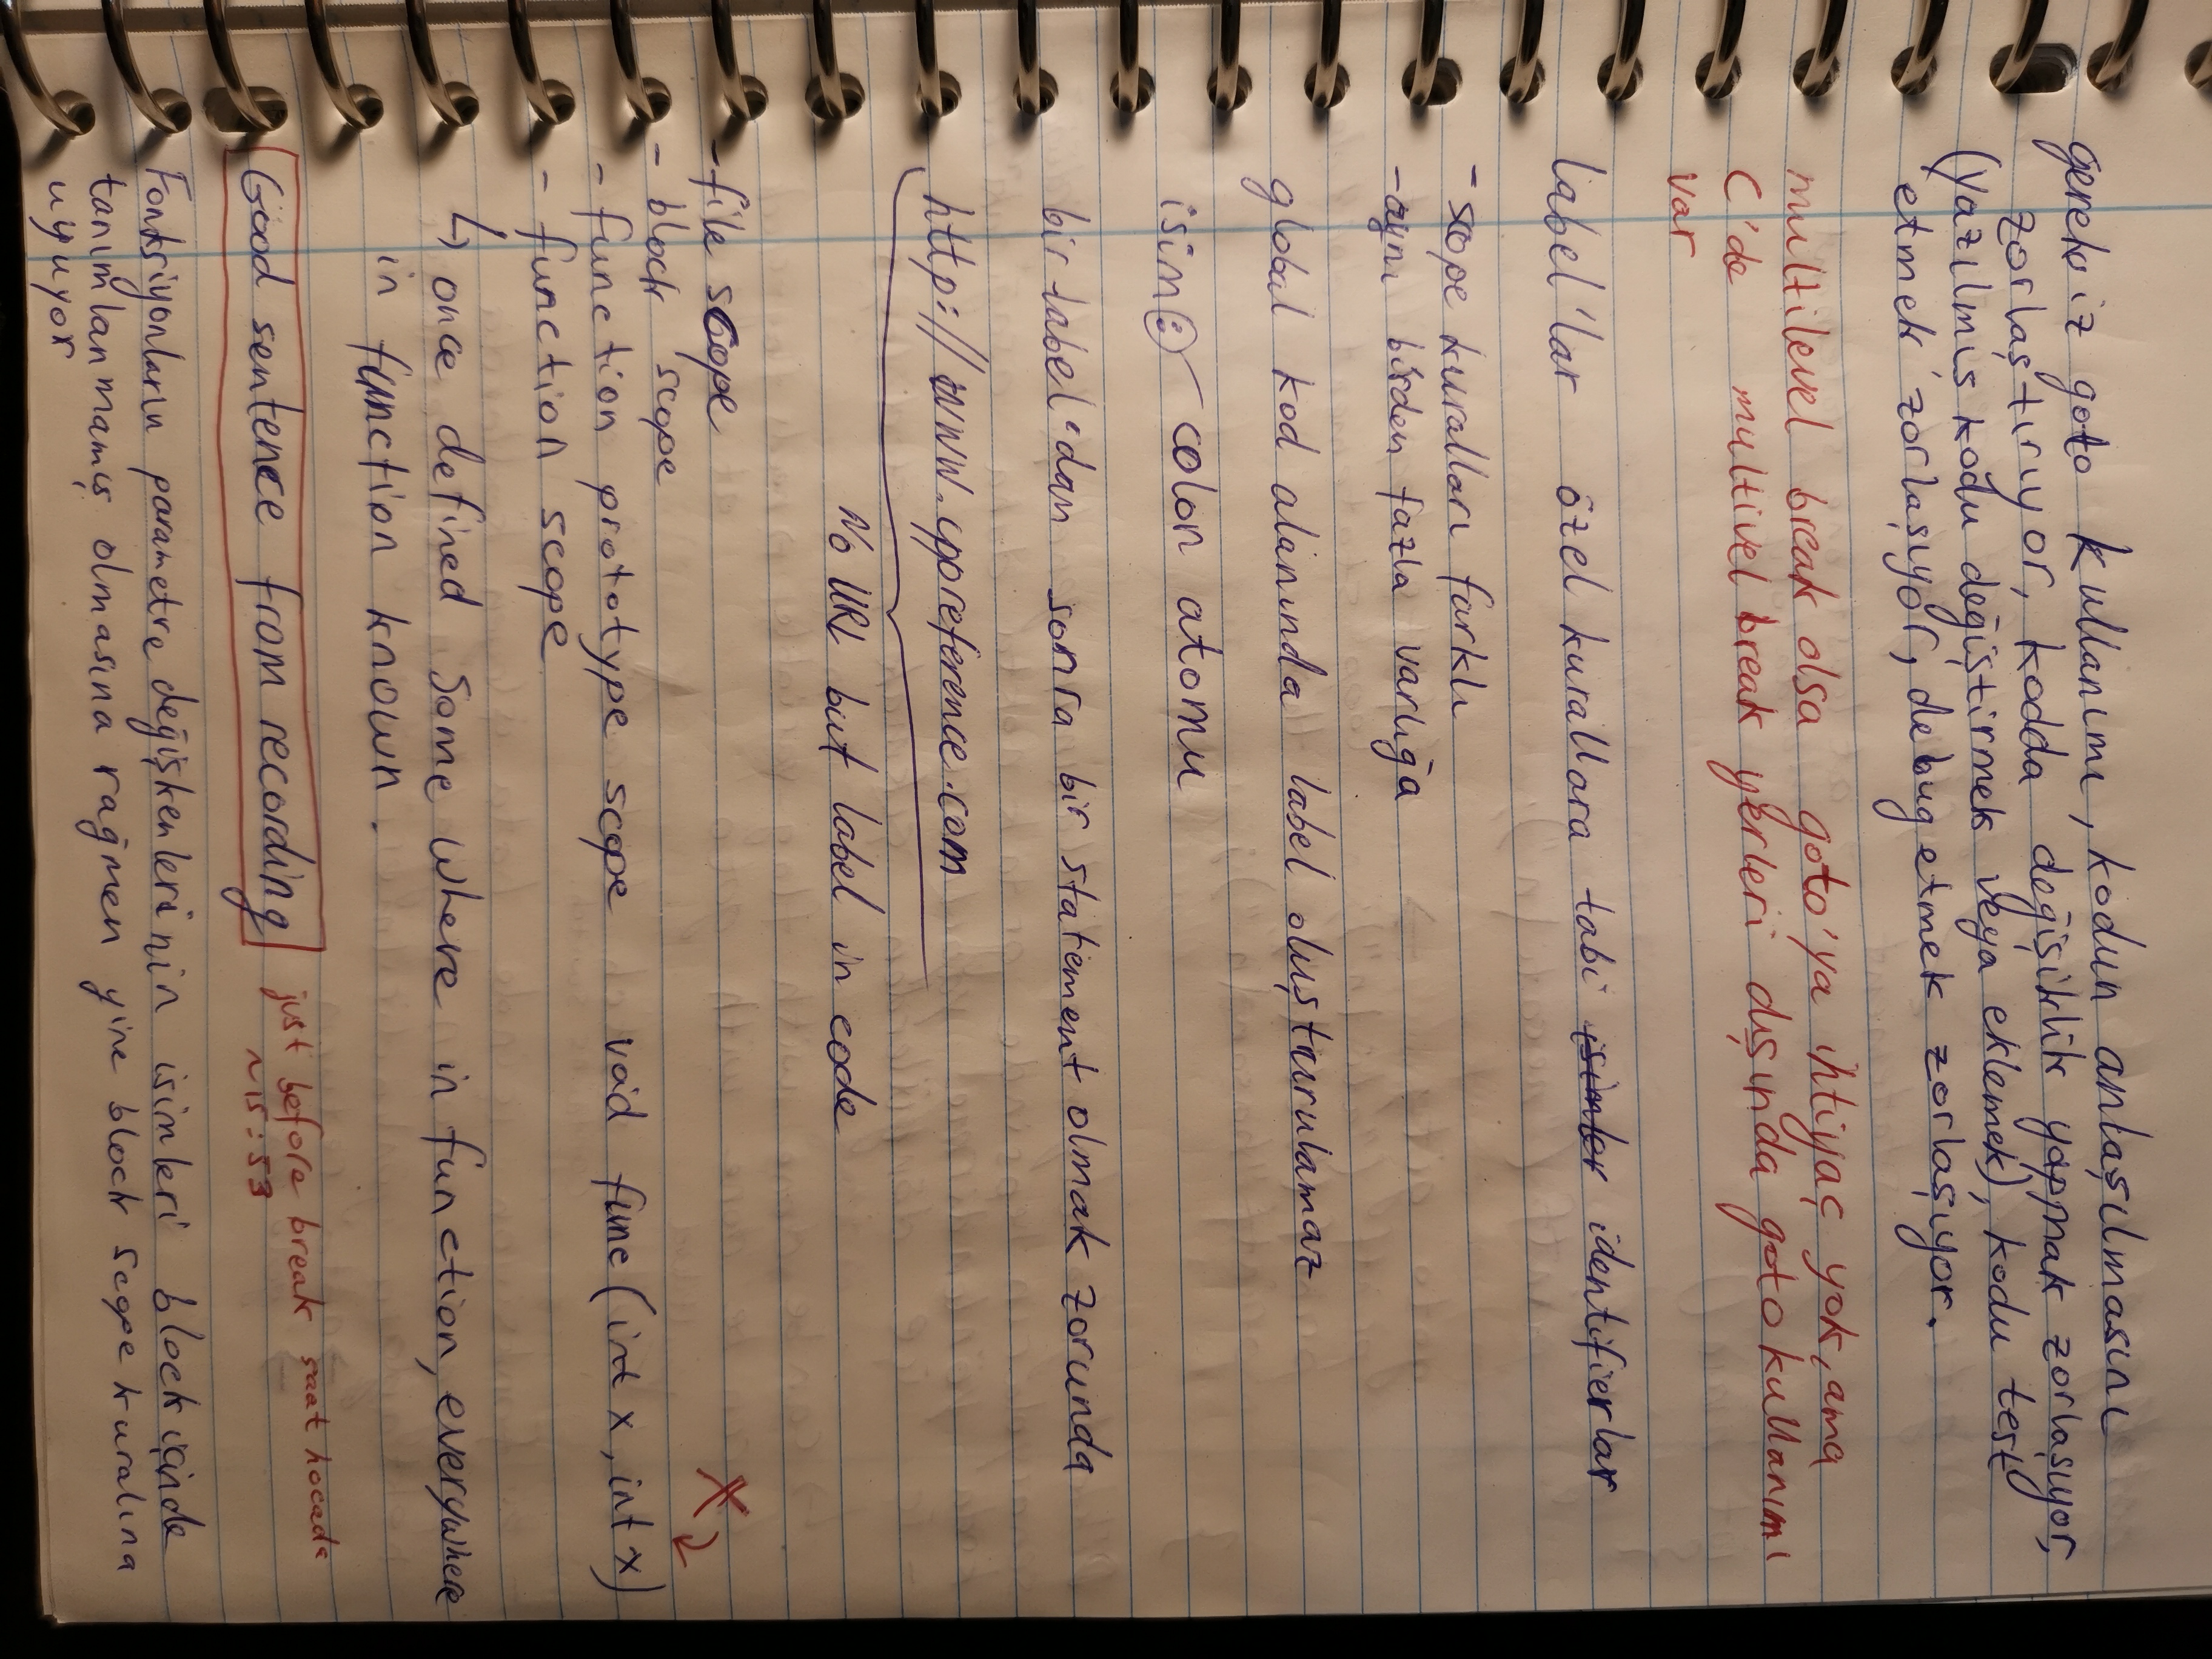 gereksiz goto kullanımı, kodun anlaşılmasını
zorlaştırıyor, kodda değişiklik yapmak zorlaşıyor,
(yazılmış kodu değiştirmek veya eklemek), kodu test
etmek zorlaşıyor, debug etmek zorlaşıyor.
multilevel break olsa goto'ya ihtiyaç yok, ama
C'de multivel break yerleri dışında goto kullanımı
var
label'lar özel kurallara tabi isimler identifierlar
- scope kuralları farklı
- aynı birden fazla varlığa
global kod alanında label oluşturulamaz
isim: colon atomu
bir label'dan sonra bir statement olmak zorunda
http://www.cppreference.com
No URL but label in code
- file scope
- block scope
X
- function prototype scope void func(int x, int x)
- function scope
↳ once defined some where in function, everywhere
in function known.
Good sentence from recording just before break saat hocada
~15:53
Fonksiyonların parametre değişkenlerinin isimleri block içinde
tanımlanmamış olmasına rağmen yine block scope kuralına
uyuyor